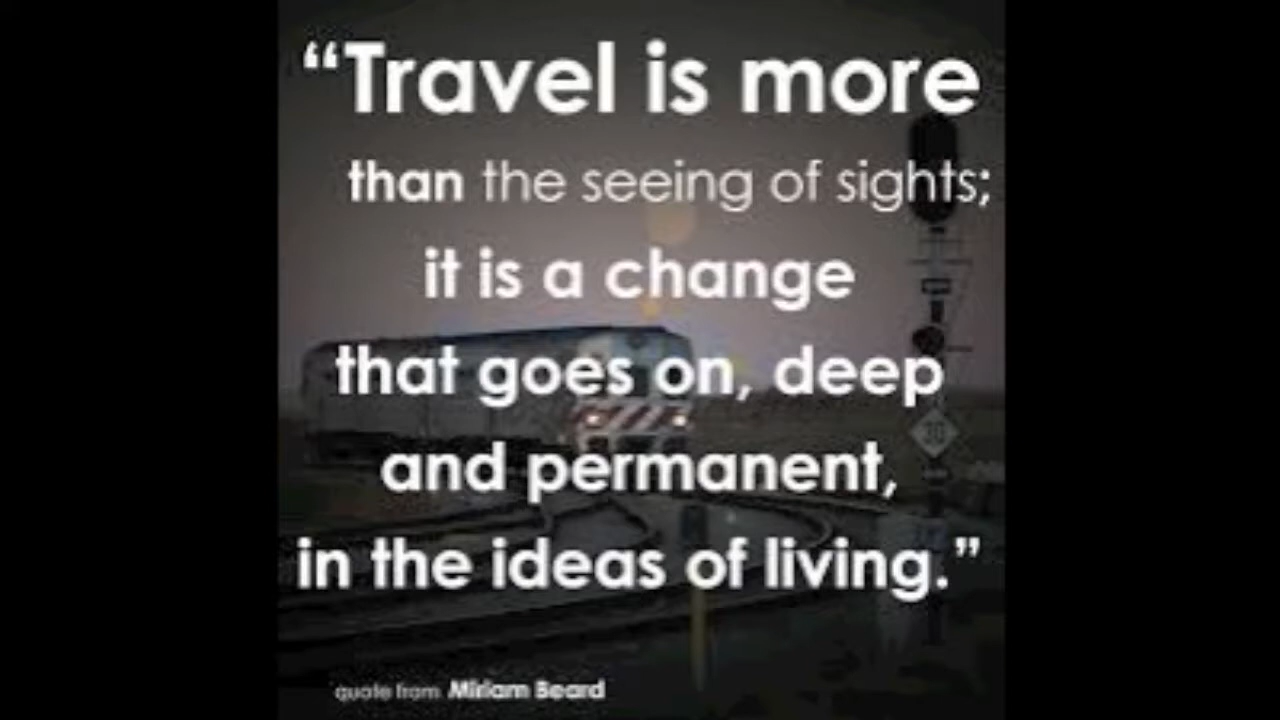 “Travel is more
than the seeing of sights;
it is a change
that goes on, deep
and permanent,
in the ideas of living.”
30
quote from Miriam Beard